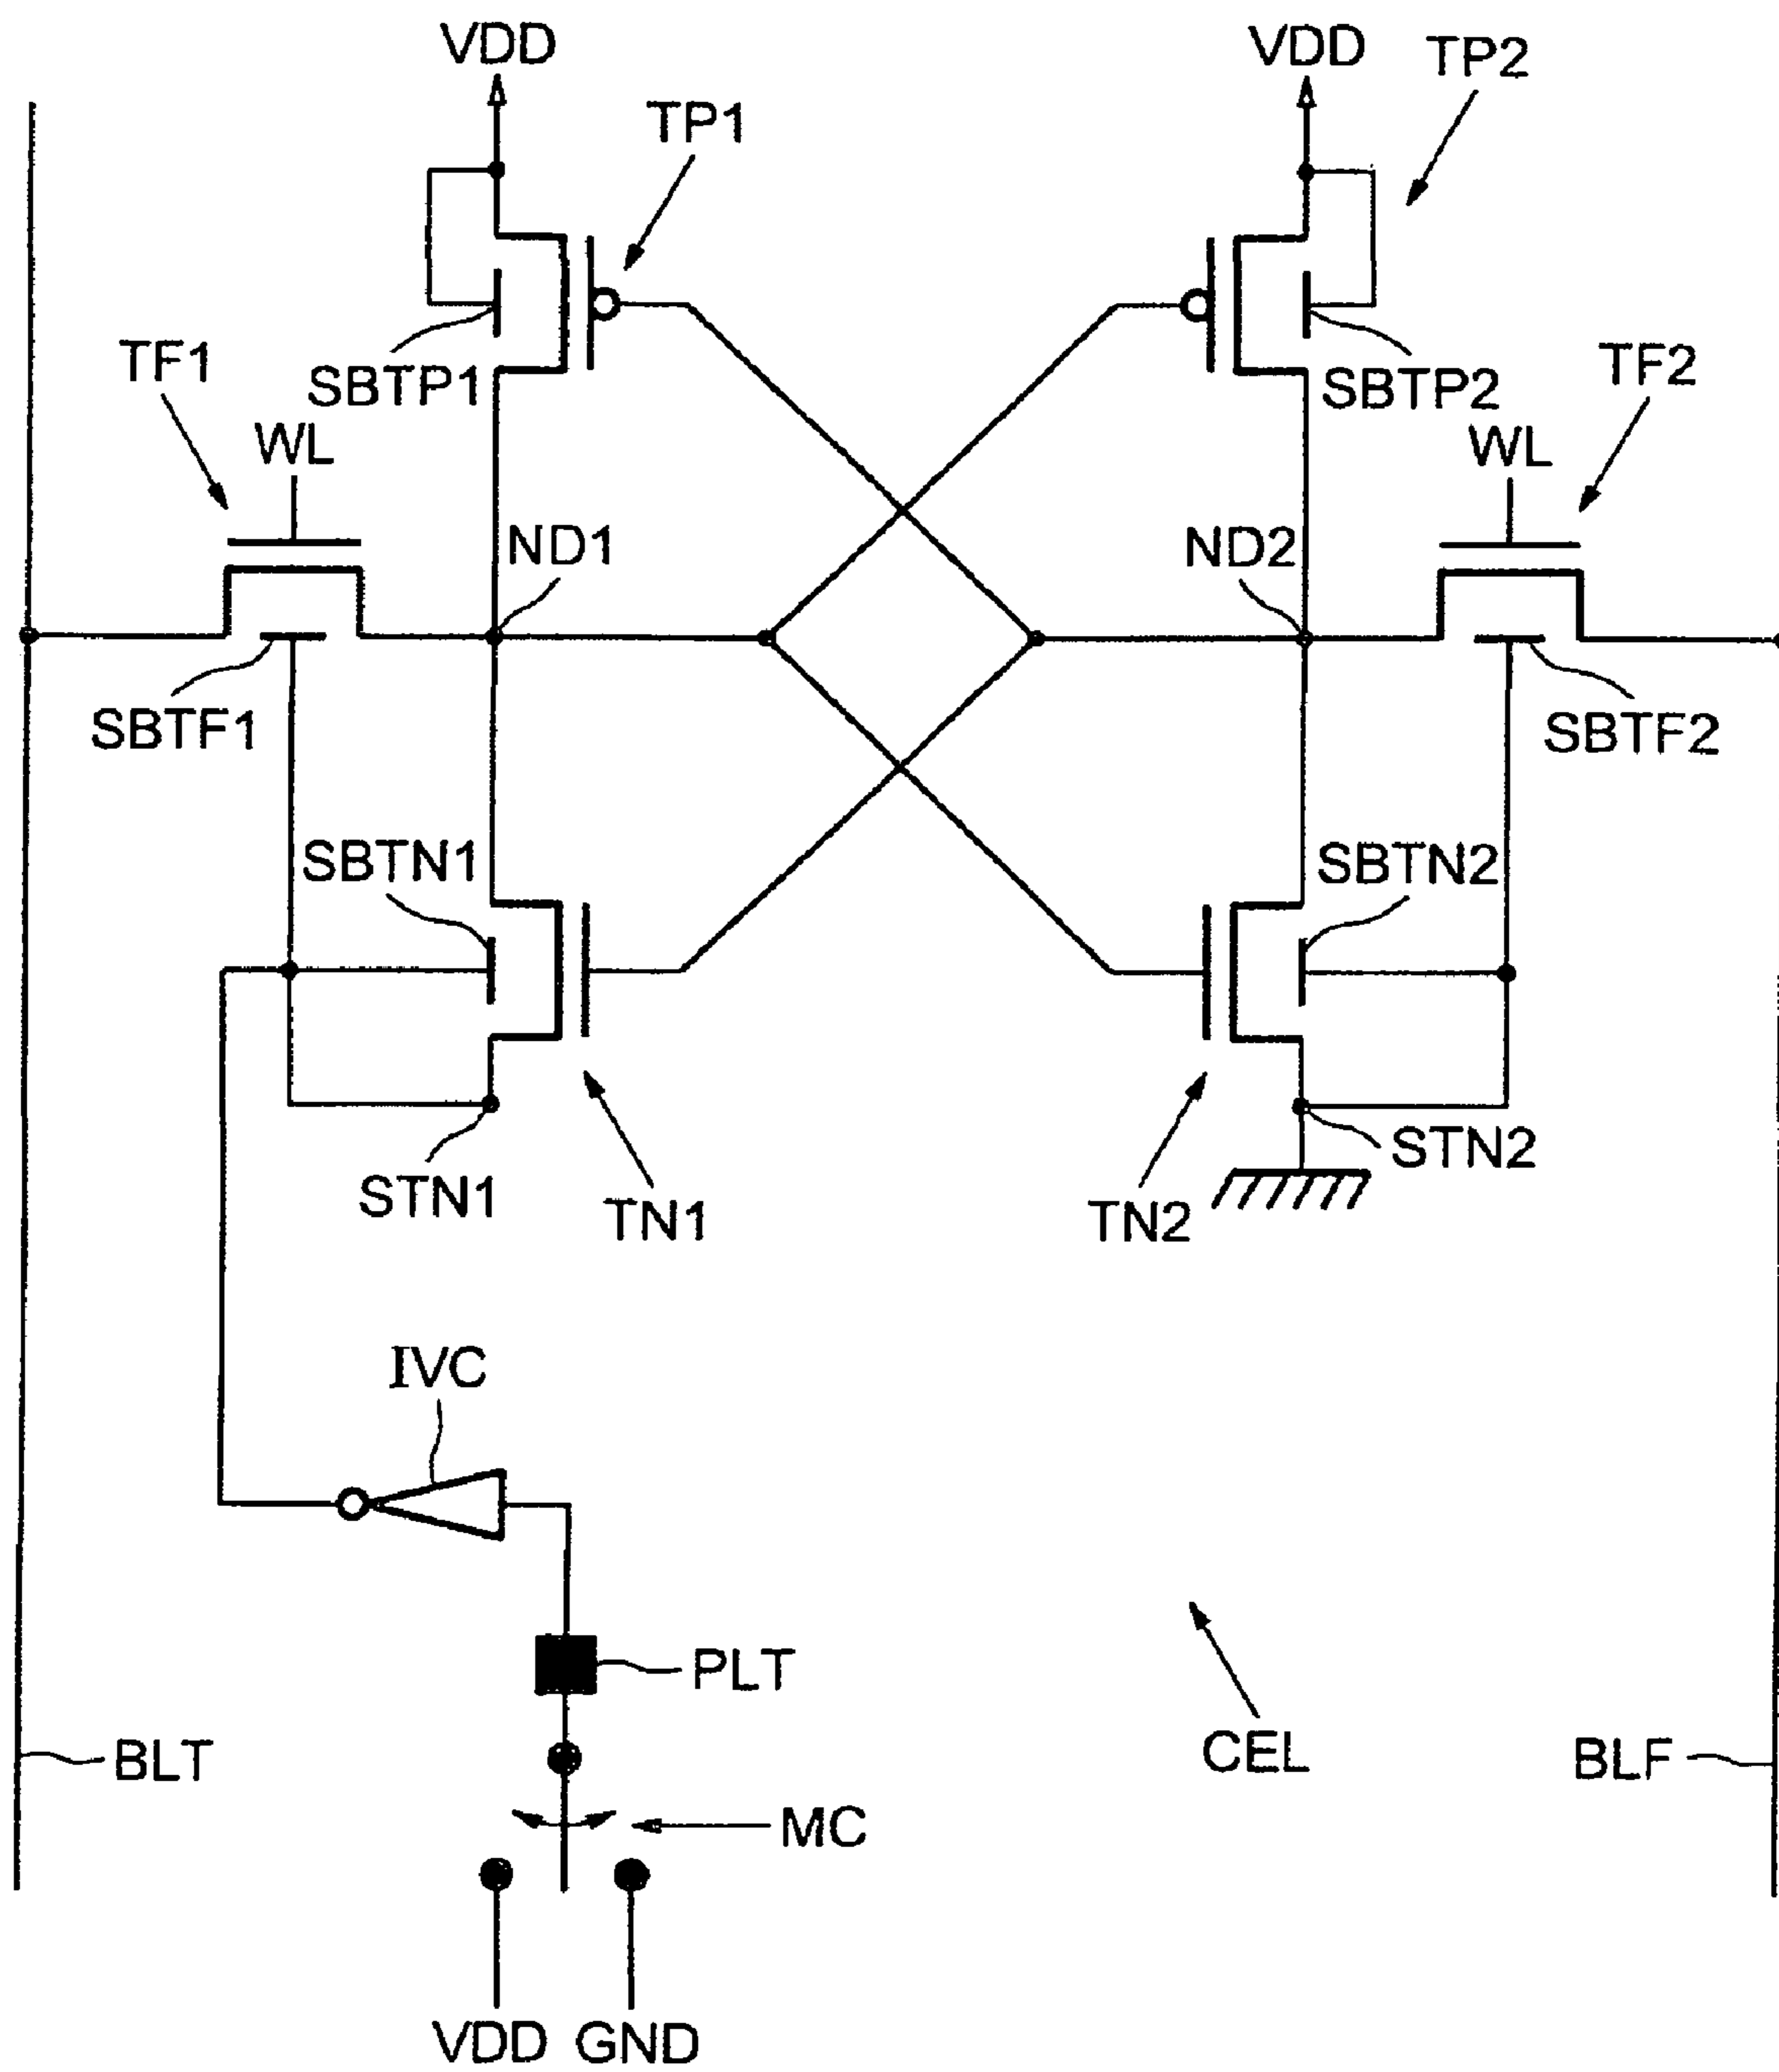 VDD
VDD
TP2
TP1
TF1
SBTP1
SBTP2
TF2
WL
WL
ND1
ND2
SBTF1
SBTF2
SBTN1
SBTN2
STN1
TN1
TN2
STN2
IVC
PLT
BLT
CEL
BLF
MC
VDD
GND